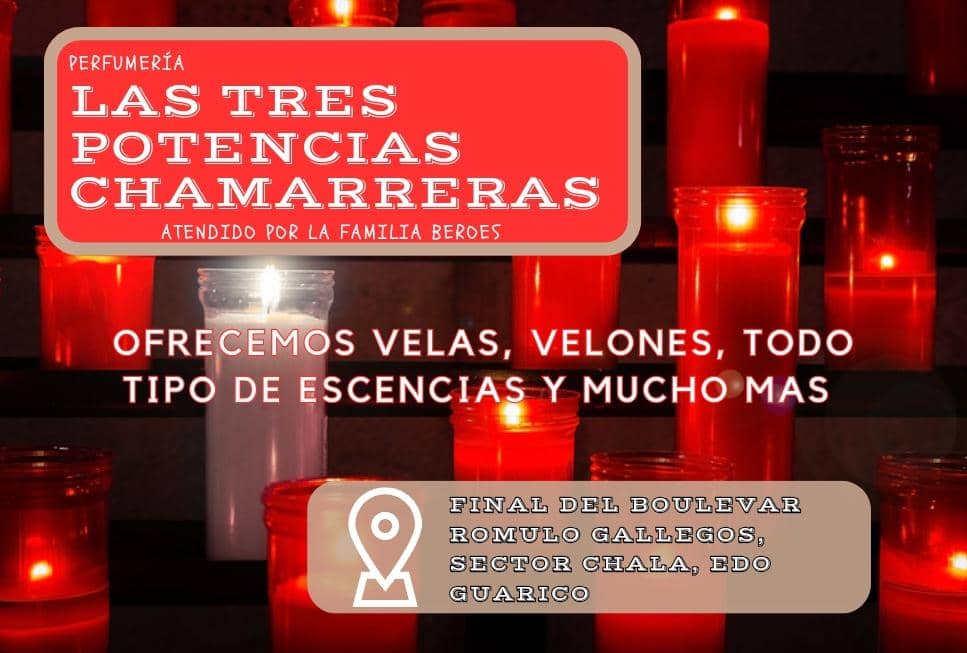 PERFUMERÍA
LAS TRES
POTENCIAS
CHAMARRERAS
ATENDIDO POR LA FAMILIA BEROES
OFRECEMOS VELAS, VELONES, TODO
TIPO DE ESCENCIAS Y MUCHO MAS
FINAL DEL BOULEVAR
ROMULO GALLEGOS,
SECTOR CHALA, EDO
GUARICO